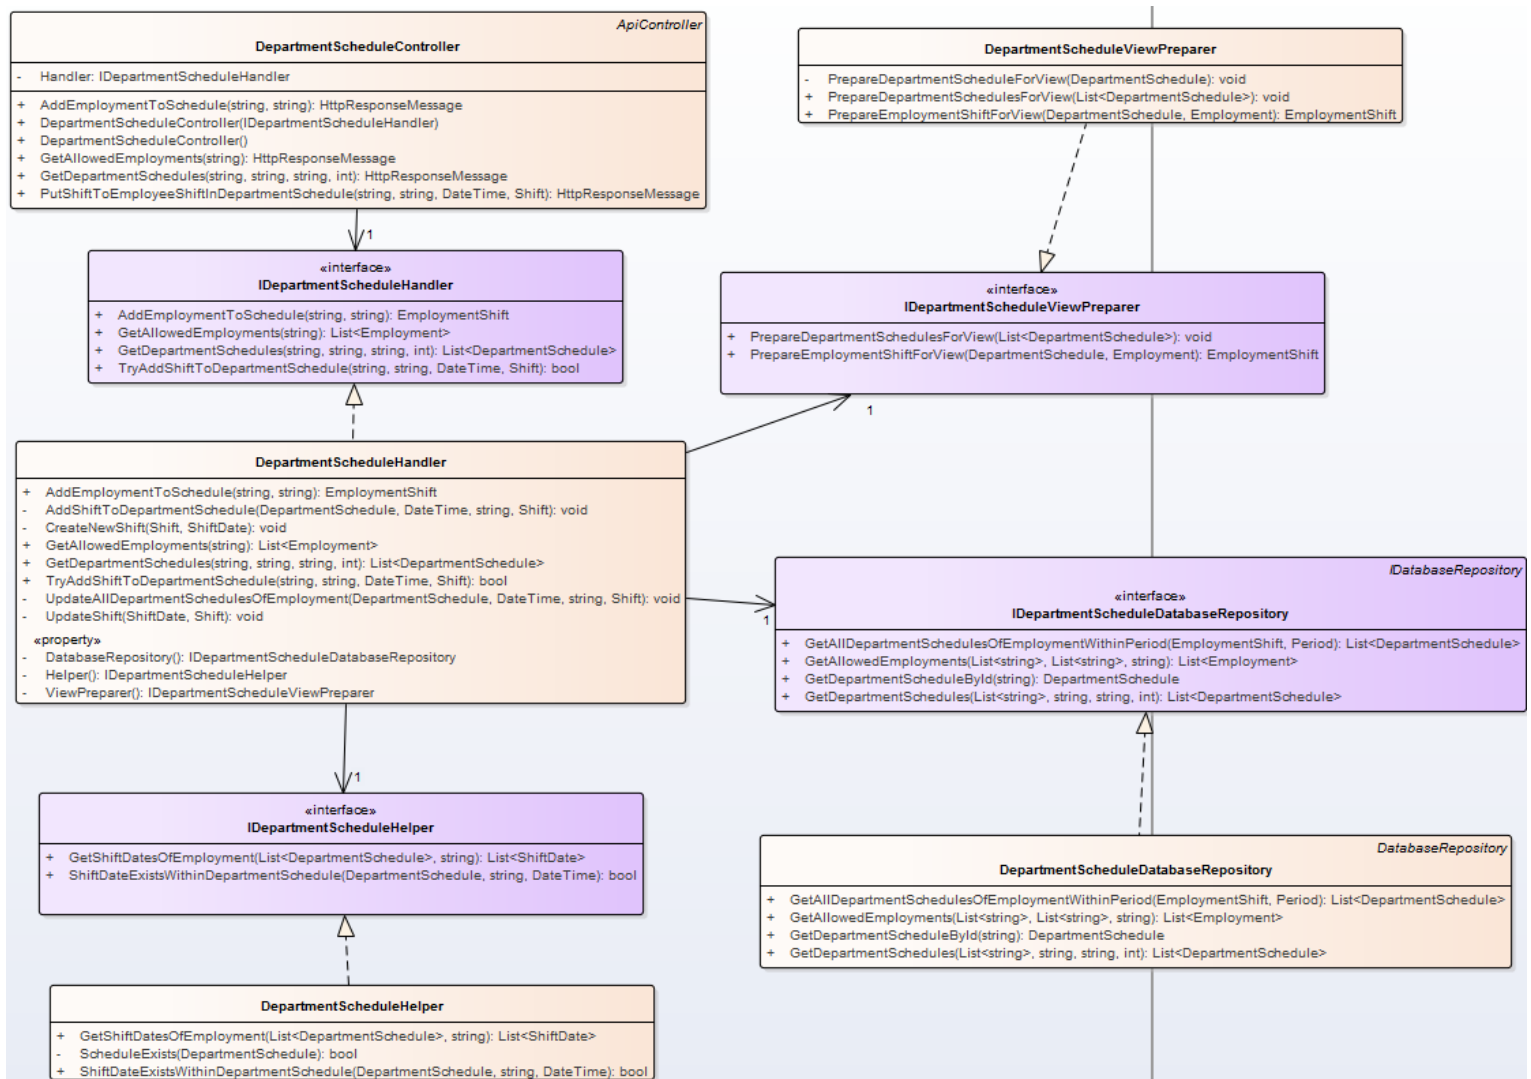 ApiController
DepartmentScheduleController
- Handler: IDepartmentScheduleHandler
+ AddEmploymentToSchedule(string, string): HttpResponseMessage
+ DepartmentScheduleController(IDepartmentScheduleHandler)
+ DepartmentScheduleController()
+ GetAllowedEmployments(string): HttpResponseMessage
+ GetDepartmentSchedules(string, string, string, int): HttpResponseMessage
+ PutShiftToEmployeeShiftInDepartmentSchedule(string, string, DateTime, Shift): HttpResponseMessage
1
DepartmentScheduleViewPreparer
- PrepareDepartmentScheduleForView(DepartmentSchedule): void
+ PrepareDepartmentSchedulesForView(List<DepartmentSchedule>): void
+ PrepareEmploymentShiftForView(DepartmentSchedule, Employment): EmploymentShift
«interface»
IDepartmentScheduleHandler
+ AddEmploymentToSchedule(string, string): EmploymentShift
+ GetAllowedEmployments(string): List<Employment>
+ GetDepartmentSchedules(string, string, string, int): List<DepartmentSchedule>
+ TryAddShiftToDepartmentSchedule(string, string, DateTime, Shift): bool
«interface»
IDepartmentScheduleViewPreparer
+ PrepareDepartmentSchedulesForView(List<DepartmentSchedule>): void
+ PrepareEmploymentShiftForView(DepartmentSchedule, Employment): EmploymentShift
1
DepartmentScheduleHandler
+ AddEmploymentToSchedule(string, string): EmploymentShift
- AddShiftToDepartmentSchedule(DepartmentSchedule, DateTime, string, Shift): void
- CreateNewShift(Shift, ShiftDate): void
+ GetAllowedEmployments(string): List<Employment>
+ GetDepartmentSchedules(string, string, string, int): List<DepartmentSchedule>
+ TryAddShiftToDepartmentSchedule(string, string, DateTime, Shift): bool
- UpdateAllDepartmentSchedulesOfEmployment(DepartmentSchedule, DateTime, string, Shift): void
- UpdateShift(ShiftDate, Shift): void
«property»
- DatabaseRepository(): IDepartmentScheduleDatabaseRepository
- Helper(): IDepartmentScheduleHelper
- ViewPreparer(): IDepartmentScheduleViewPreparer
1
1
IDatabaseRepository
«interface»
IDepartmentScheduleDatabaseRepository
+ GetAllDepartmentSchedulesOfEmploymentWithinPeriod(EmploymentShift, Period): List<DepartmentSchedule>
+ GetAllowedEmployments(List<string>, List<string>, string): List<Employment>
+ GetDepartmentScheduleById(string): DepartmentSchedule
+ GetDepartmentSchedules(List<string>, string, string, int): List<DepartmentSchedule>
«interface»
IDepartmentScheduleHelper
+ GetShiftDatesOfEmployment(List<DepartmentSchedule>, string): List<ShiftDate>
+ ShiftDateExistsWithinDepartmentSchedule(DepartmentSchedule, string, DateTime): bool
DatabaseRepository
DepartmentScheduleDatabaseRepository
+ GetAllDepartmentSchedulesOfEmploymentWithinPeriod(EmploymentShift, Period): List<DepartmentSchedule>
+ GetAllowedEmployments(List<string>, List<string>, string): List<Employment>
+ GetDepartmentScheduleById(string): DepartmentSchedule
+ GetDepartmentSchedules(List<string>, string, string, int): List<DepartmentSchedule>
DepartmentScheduleHelper
+ GetShiftDatesOfEmployment(List<DepartmentSchedule>, string): List<ShiftDate>
- ScheduleExists(DepartmentSchedule): bool
+ ShiftDateExistsWithinDepartmentSchedule(DepartmentSchedule, string, DateTime): bool